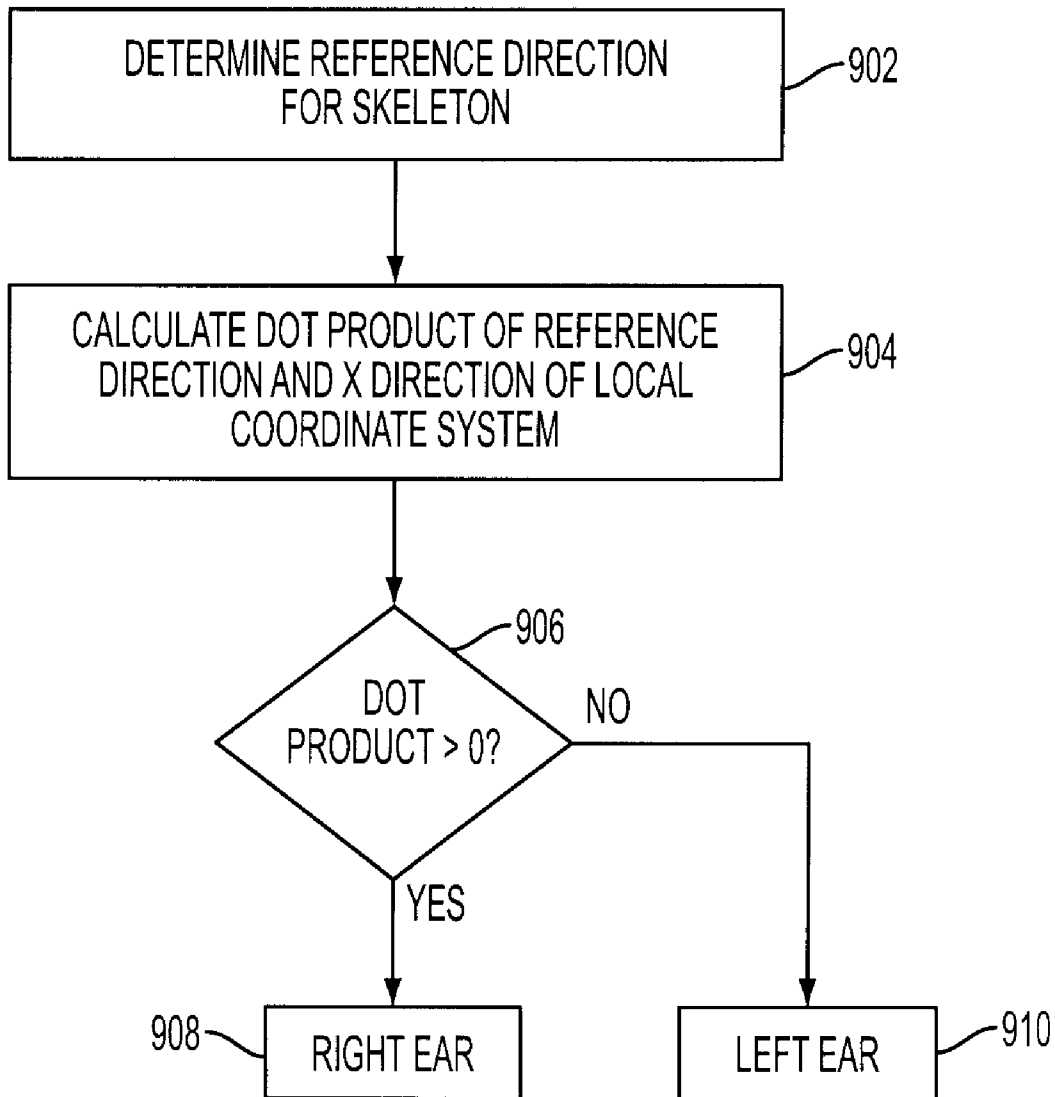 DETERMINE REFERENCE DIRECTION
FOR SKELETON
902
CALCULATE DOT PRODUCT OF REFERENCE
DIRECTION AND X DIRECTION OF LOCAL
COORDINATE SYSTEM
904
906
DOT
PRODUCT > 0?
NO
YES
908
RIGHT EAR
LEFT EAR
910